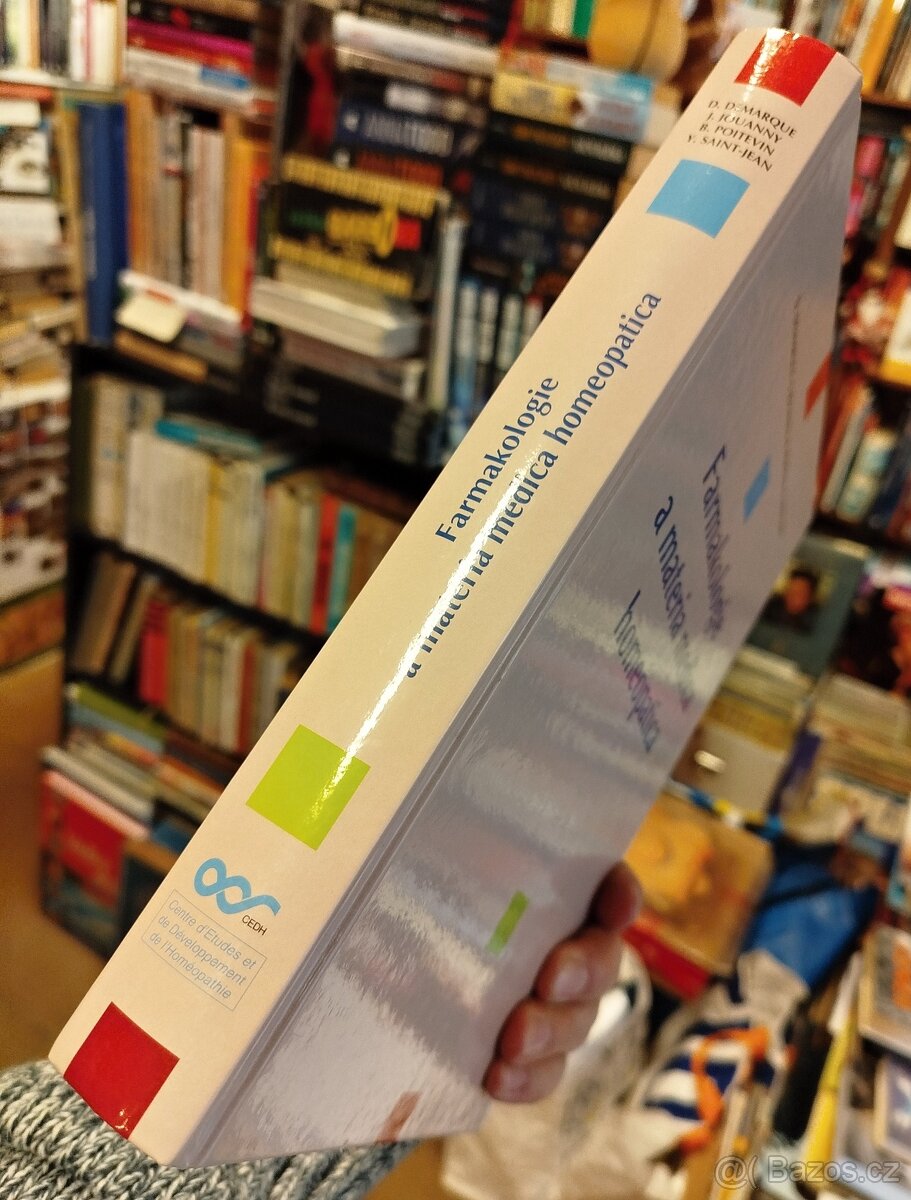 D. DEMARQUE
J. JOUANNY
B. POITEVIN
Y. SAINT-JEAN
Farmakologie
a materia medica homeopatica
CEDH
Centre d'Etudes et
de Développement
de l'Homéopathie
Farmakologie
a materia
@( Bazos.cz